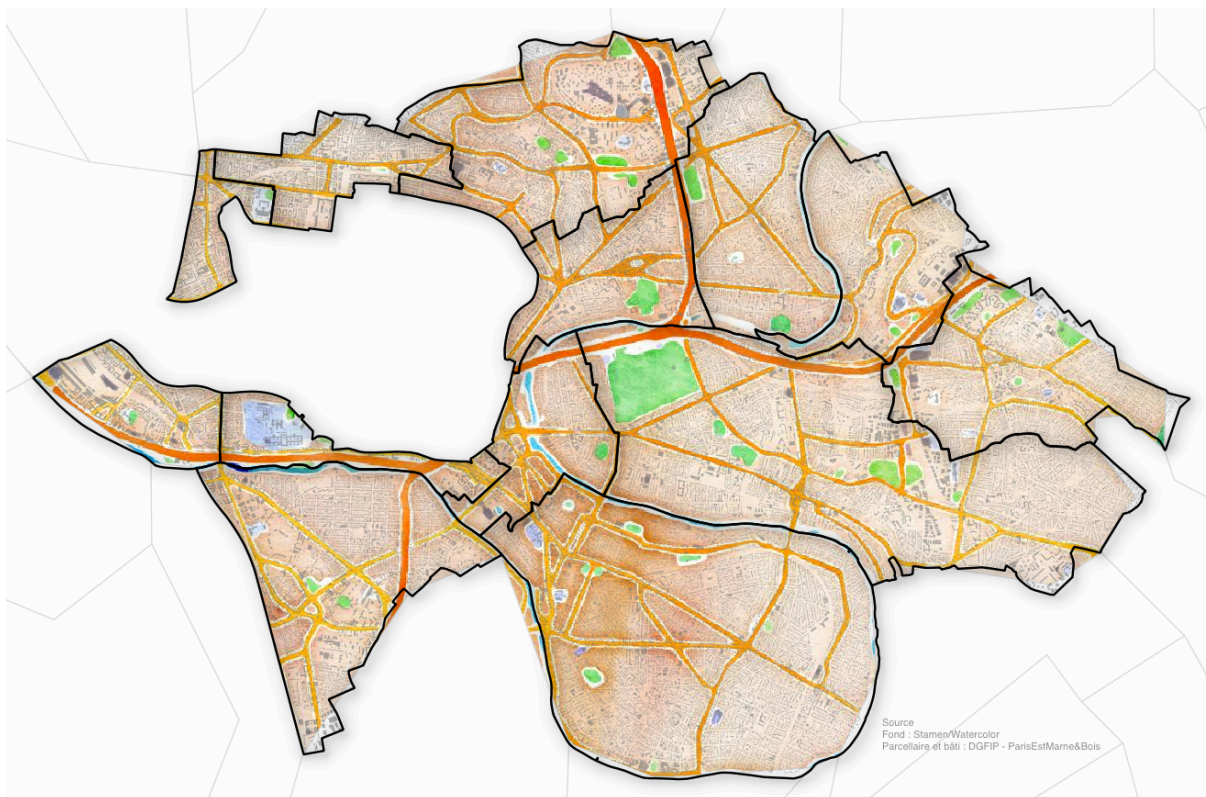 Source
Fond : Stamen/Watercolor
Parcellaire et bâti : DGFIP - ParisEstMarne&Bois